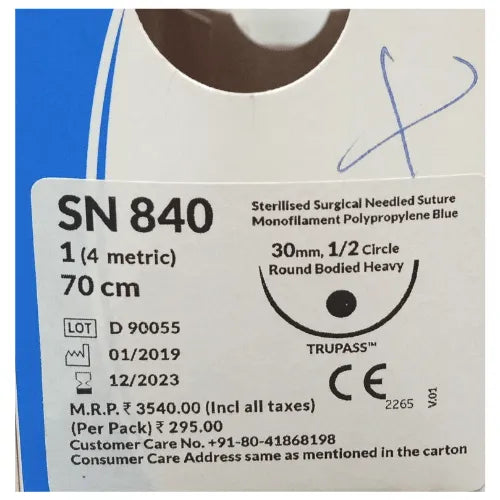 SN 840
Sterilised Surgical Needled Suture
Monofilament Polypropylene Blue
1 (4 metric)
70 cm
30mm, 1/2 Circle
Round Bodied Heavy
TRUPASS™
LOT D 90055
01/2019
12/2023
CE
2265
V.01
M.R.P. ₹ 3540.00 (Incl all taxes)
(Per Pack) ₹ 295.00
Customer Care No. +91-80-41868198
Consumer Care Address same as mentioned in the carton